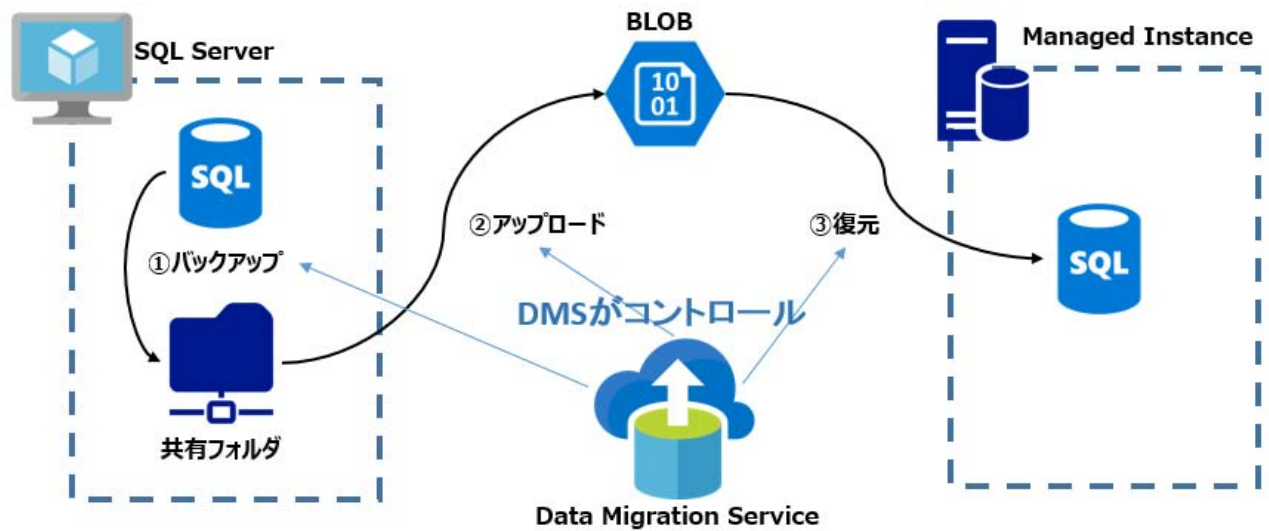 BLOB
SQL Server
Managed Instance
10
01
SQL
②アップロード
③復元
①バックアップ
SQL
DMSがコントロール
共有フォルダ
Data Migration Service